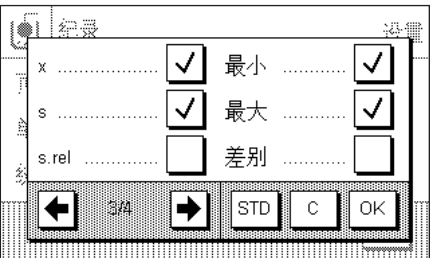 纪录 设置
x .................. ✓ 最小 ........... ✓
s .................. ✓ 最大 ........... ✓
s.rel ............. 差别 ...........
3/4 STD C OK